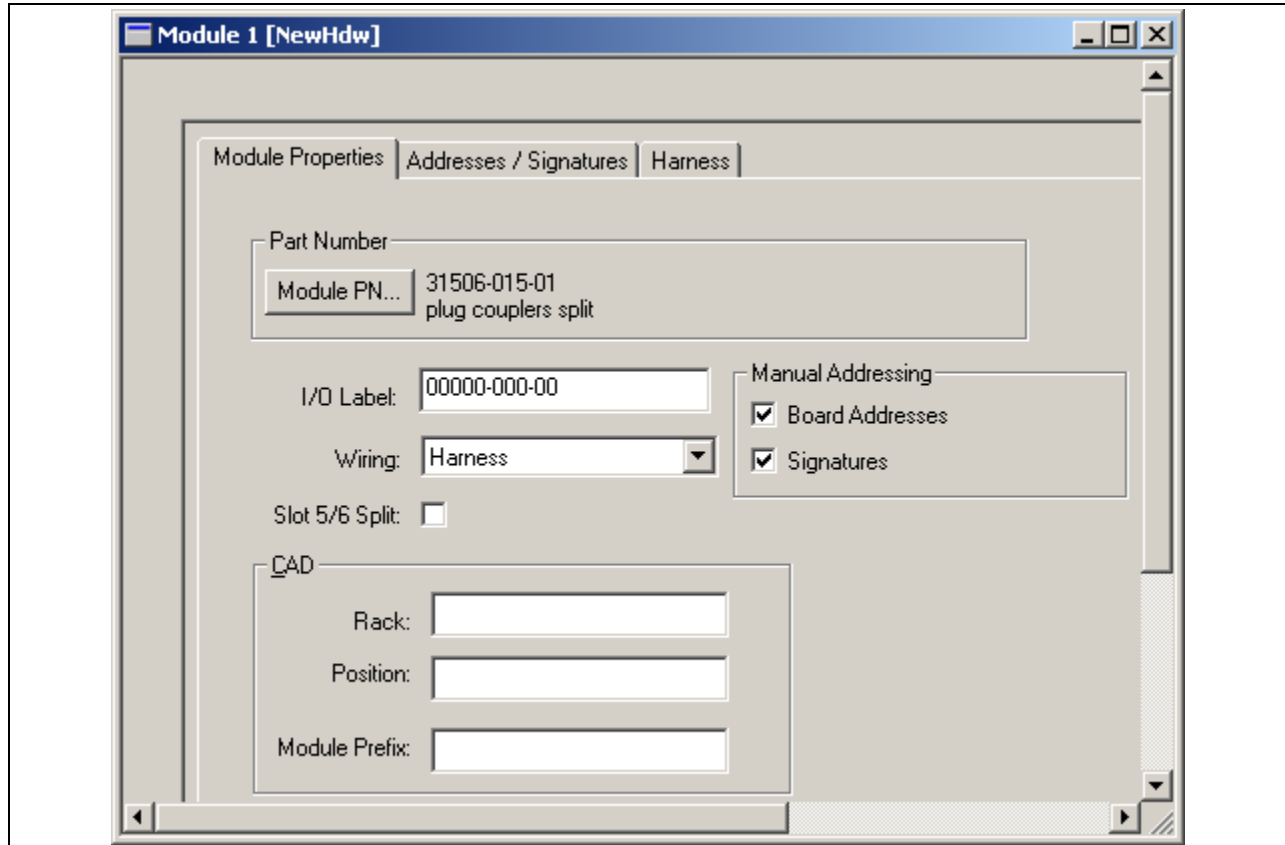 Module 1 [NewHdw]
Module Properties
Addresses / Signatures
Harness
Part Number
Module PN...
31506-015-01
plug couplers split
I/O Label:
00000-000-00
Manual Addressing
Board Addresses
Wiring:
Harness
Signatures
Slot 5/6 Split:
CAD
Rack:
Position:
Module Prefix: